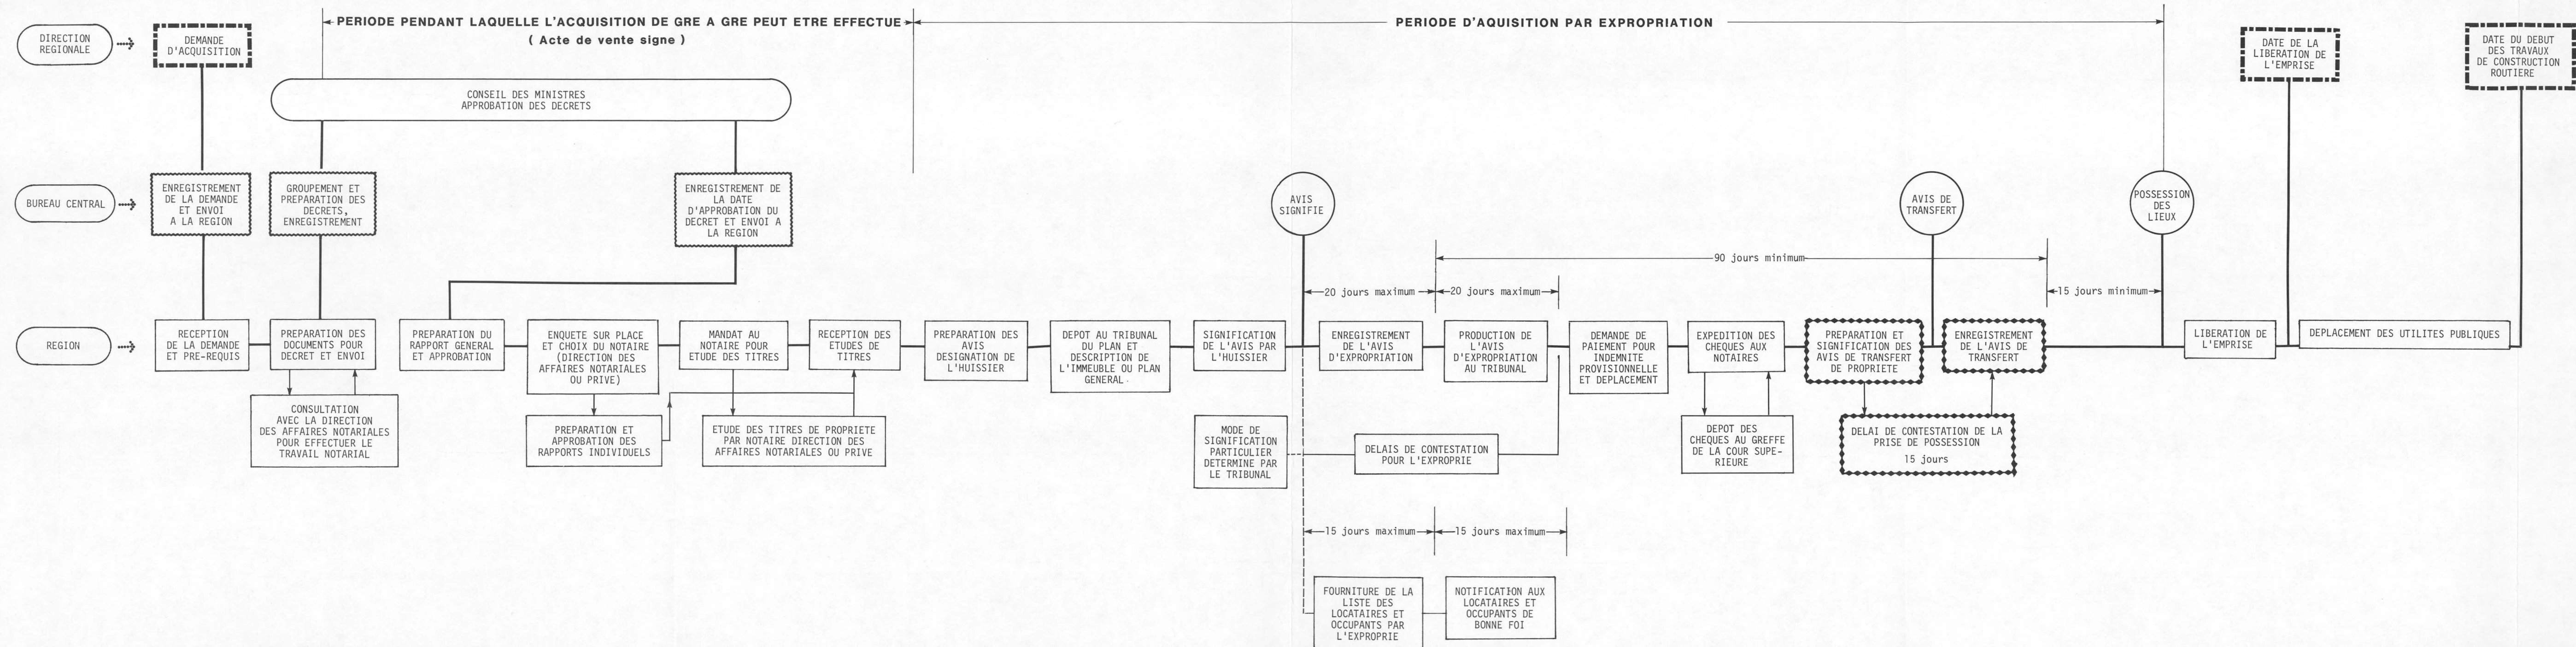 PERIODE PENDANT LAQUELLE L'ACQUISITION DE GRE A GRE PEUT ETRE EFFECTUE
( Acte de vente signe )
PERIODE D'AQUISITION PAR EXPROPRIATION
DIRECTION
REGIONALE
DEMANDE
D'ACQUISITION
DATE DE LA
LIBERATION DE
L'EMPRISE
DATE DU DEBUT
DES TRAVAUX
DE CONSTRUCTION
ROUTIERE
CONSEIL DES MINISTRES
APPROBATION DES DECRETS
BUREAU CENTRAL
ENREGISTREMENT
DE LA DEMANDE
ET ENVOI
A LA REGION
GROUPEMENT ET
PREPARATION DES
DECRETS,
ENREGISTREMENT
ENREGISTREMENT DE
LA DATE
D'APPROBATION DU
DECRET ET ENVOI A
LA REGION
AVIS
SIGNIFIE
AVIS DE
TRANSFERT
POSSESSION
DES
LIEUX
90 jours minimum
20 jours maximum
20 jours maximum
15 jours minimum
REGION
RECEPTION
DE LA DEMANDE
ET PRE-REQUIS
PREPARATION DES
DOCUMENTS POUR
DECRET ET ENVOI
PREPARATION DU
RAPPORT GENERAL
ET APPROBATION
ENQUETE SUR PLACE
ET CHOIX DU NOTAIRE
(DIRECTION DES
AFFAIRES NOTARIALES
OU PRIVE)
MANDAT AU
NOTAIRE POUR
ETUDE DES TITRES
RECEPTION DES
ETUDES DE
TITRES
PREPARATION DES
AVIS
DESIGNATION DE
L'HUISSIER
DEPOT AU TRIBUNAL
DU PLAN ET
DESCRIPTION DE
L'IMMEUBLE OU PLAN
GENERAL
SIGNIFICATION
DE L'AVIS PAR
L'HUISSIER
ENREGISTREMENT
DE L'AVIS
D'EXPROPRIATION
PRODUCTION DE
L'AVIS
D'EXPROPRIATION
AU TRIBUNAL
DEMANDE DE
PAIEMENT POUR
INDEMNITE
PROVISIONNELLE
ET DEPLACEMENT
EXPEDITION DES
CHEQUES AUX
NOTAIRES
PREPARATION ET
SIGNIFICATION DES
AVIS DE TRANSFERT
DE PROPRIETE
ENREGISTREMENT
DE L'AVIS DE
TRANSFERT
LIBERATION DE
L'EMPRISE
DEPLACEMENT DES UTILITES PUBLIQUES
CONSULTATION
AVEC LA DIRECTION
DES AFFAIRES NOTARIALES
POUR EFFECTUER LE
TRAVAIL NOTARIAL
PREPARATION ET
APPROBATION DES
RAPPORTS INDIVIDUELS
ETUDE DES TITRES DE PROPRIETE
PAR NOTAIRE DIRECTION DES
AFFAIRES NOTARIALES OU PRIVE
MODE DE
SIGNIFICATION
PARTICULIER
DETERMINE PAR
LE TRIBUNAL
DELAIS DE CONTESTATION
POUR L'EXPROPRIE
DEPOT DES
CHEQUES AU GREFFE
DE LA COUR SUPE-
RIEURE
DELAI DE CONTESTATION DE LA
PRISE DE POSSESSION
15 jours
15 jours maximum
15 jours maximum
FOURNITURE DE LA
LISTE DES
LOCATAIRES ET
OCCUPANTS PAR
L'EXPROPRIE
NOTIFICATION AUX
LOCATAIRES ET
OCCUPANTS DE
BONNE FOI